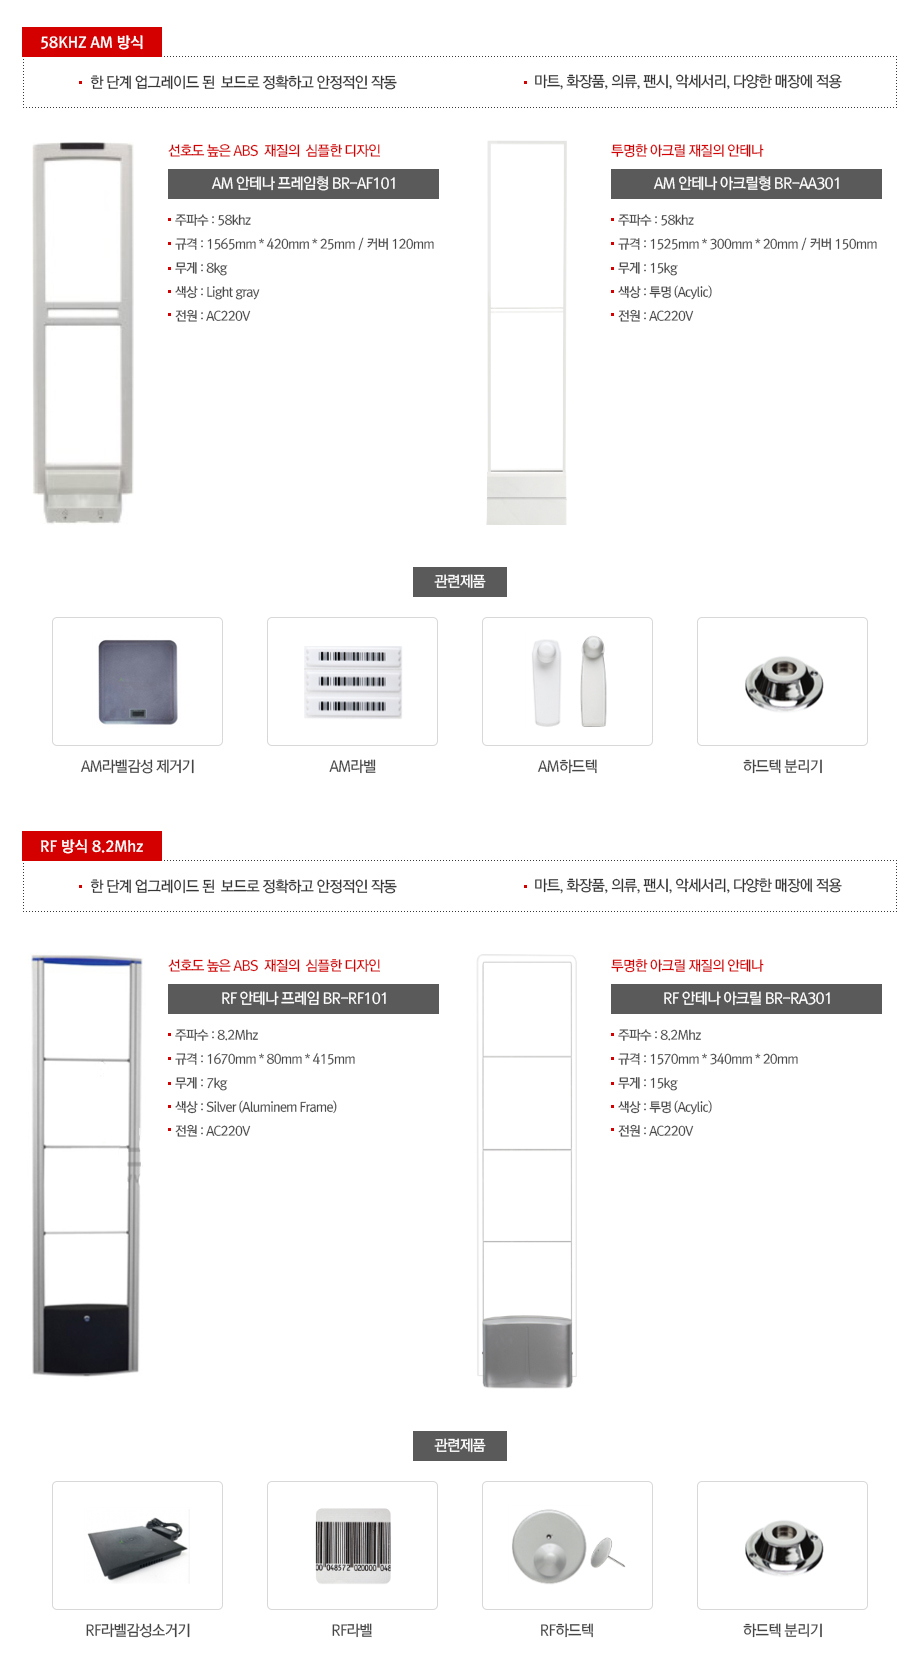 58KHZ AM 방식
한 단계 업그레이드 된 보드로 정확하고 안정적인 작동
마트, 화장품, 의류, 팬시, 악세서리, 다양한 매장에 적용
선호도 높은 ABS 재질의 심플한 디자인
AM 안테나 프레임형 BR-AF101
주파수 : 58khz
규격 : 1565mm * 420mm * 25mm / 커버 120mm
무게 : 8kg
색상 : Light gray
전원 : AC220V
투명한 아크릴 재질의 안테나
AM 안테나 아크릴형 BR-AA301
주파수 : 58khz
규격 : 1525mm * 300mm * 20mm / 커버 150mm
무게 : 15kg
색상 : 투명 (Acylic)
전원 : AC220V
관련제품
AM라벨감성 제거기
AM라벨
AM하드텍
하드텍 분리기
RF 방식 8.2Mhz
한 단계 업그레이드 된 보드로 정확하고 안정적인 작동
마트, 화장품, 의류, 팬시, 악세서리, 다양한 매장에 적용
선호도 높은 ABS 재질의 심플한 디자인
RF 안테나 프레임 BR-RF101
주파수 : 8.2Mhz
규격 : 1670mm * 80mm * 415mm
무게 : 7kg
색상 : Silver (Aluminem Frame)
전원 : AC220V
투명한 아크릴 재질의 안테나
RF 안테나 아크릴 BR-RA301
주파수 : 8.2Mhz
규격 : 1570mm * 340mm * 20mm
무게 : 15kg
색상 : 투명 (Acylic)
전원 : AC220V
관련제품
00 048572 020000 048
RF라벨감성소거기
RF라벨
RF하드텍
하드텍 분리기